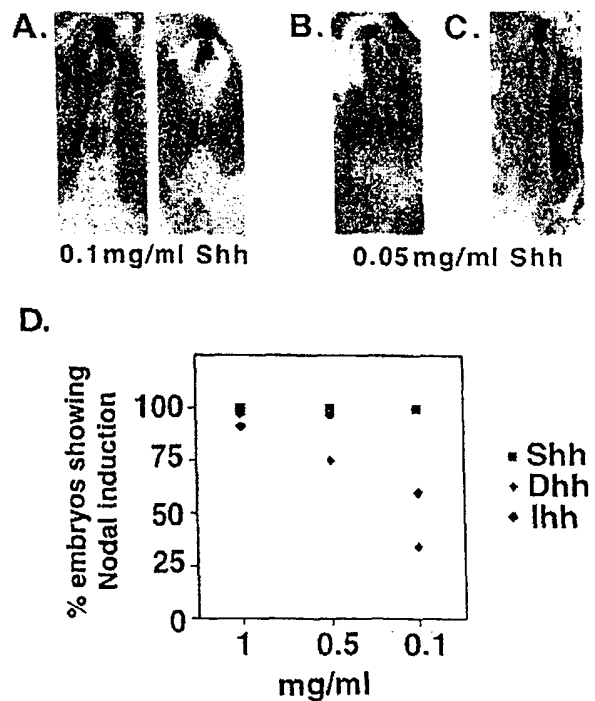 A.
B.
C.
0.1mg/ml Shh
0.05mg/ml Shh
D.
% embryos showing
Nodal induction
100
75
50
25
0
1 0.5 0.1
mg/ml
Shh
Dhh
Ihh